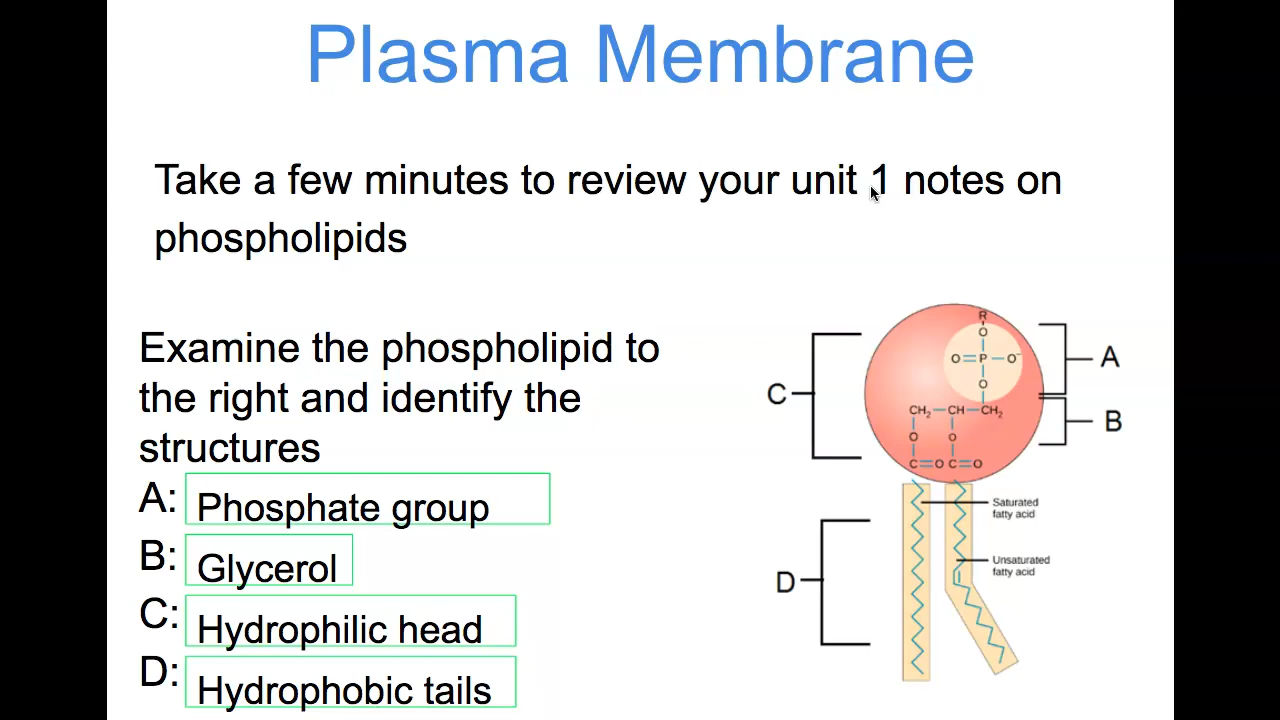 Plasma Membrane
Take a few minutes to review your unit 1 notes on
phospholipids
Examine the phospholipid to
the right and identify the
structures
A: Phosphate group
B: Glycerol
C: Hydrophilic head
D: Hydrophobic tails
C
A
B
D
R
O
O=P—O⁻
O
CH₂—CH—CH₂
O O
C=O C=O
Saturated
fatty acid
Unsaturated
fatty acid